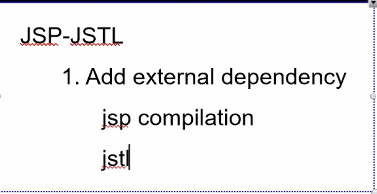 JSP-JSTL
1. Add external dependency
jsp compilation
jstl